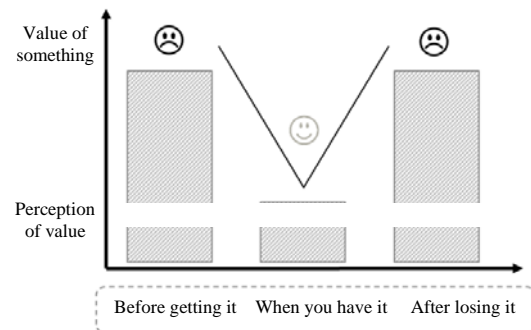 Value of
something
Perception
of value
Before getting it When you have it After losing it